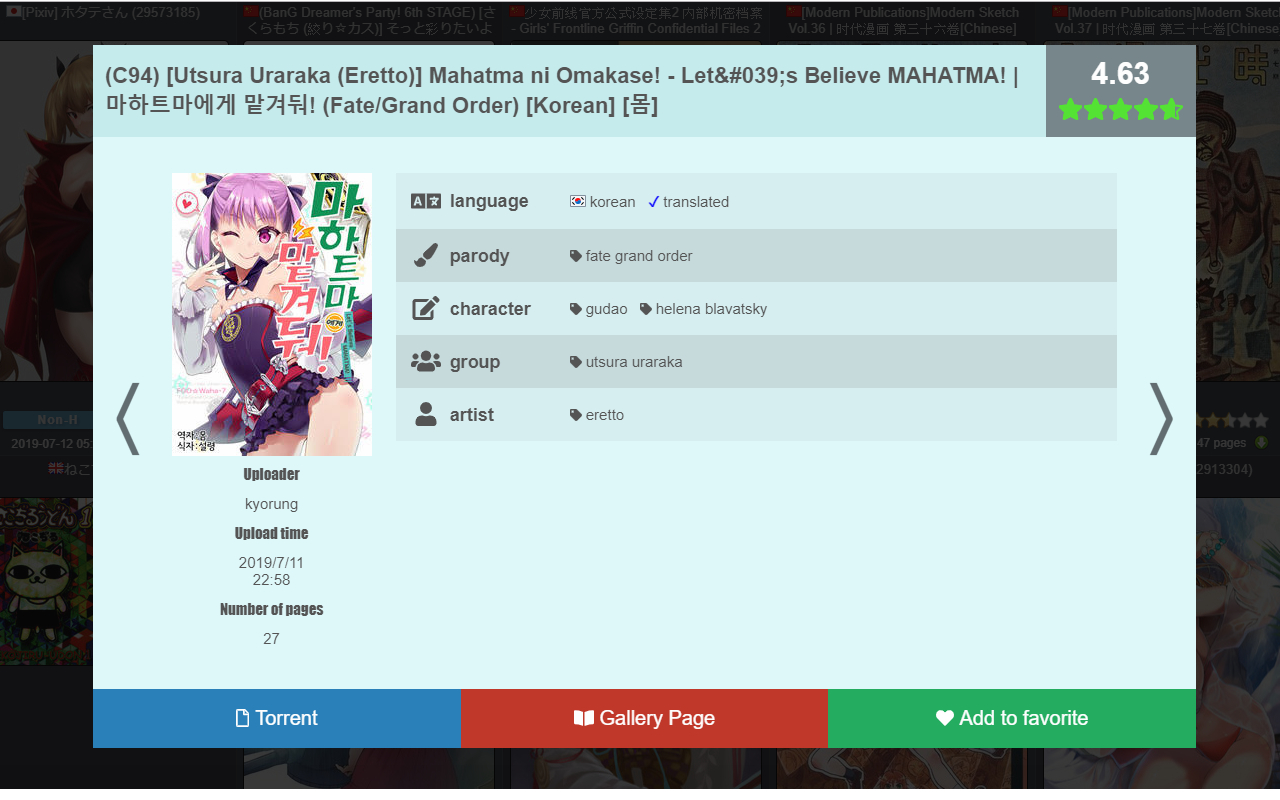 [Pixiv] ホタテさん (29573185)
(BanG Dreamer's Party! 6th STAGE) [さくらもち (絞り☆カス)] そっと彩りたいよ
少女前线官方公式设定集2 内部机密档案 - Girls' Frontline Griffin Confidential Files 2
[Modern Publications]Modern Sketch Vol.36 | 时代漫画 第三十六卷[Chinese]
[Modern Publications]Modern Sketch Vol.37 | 时代漫画 第三十七卷[Chinese]
(C94) [Utsura Uraraka (Eretto)] Mahatma ni Omakase! - Let&#039;s Believe MAHATMA! |
마하트마에게 맡겨둬! (Fate/Grand Order) [Korean] [몸]
4.63
마하트마
에게
맡겨둬!
역자:몸
식자:설령
language korean translated
parody fate grand order
character gudao helena blavatsky
group utsura uraraka
artist eretto
Uploader
kyorung
Upload time
2019/7/11
22:58
Number of pages
27
Non-H
2019-07-12 05:
47 pages
ねこ
2913304)
Torrent
Gallery Page
Add to favorite